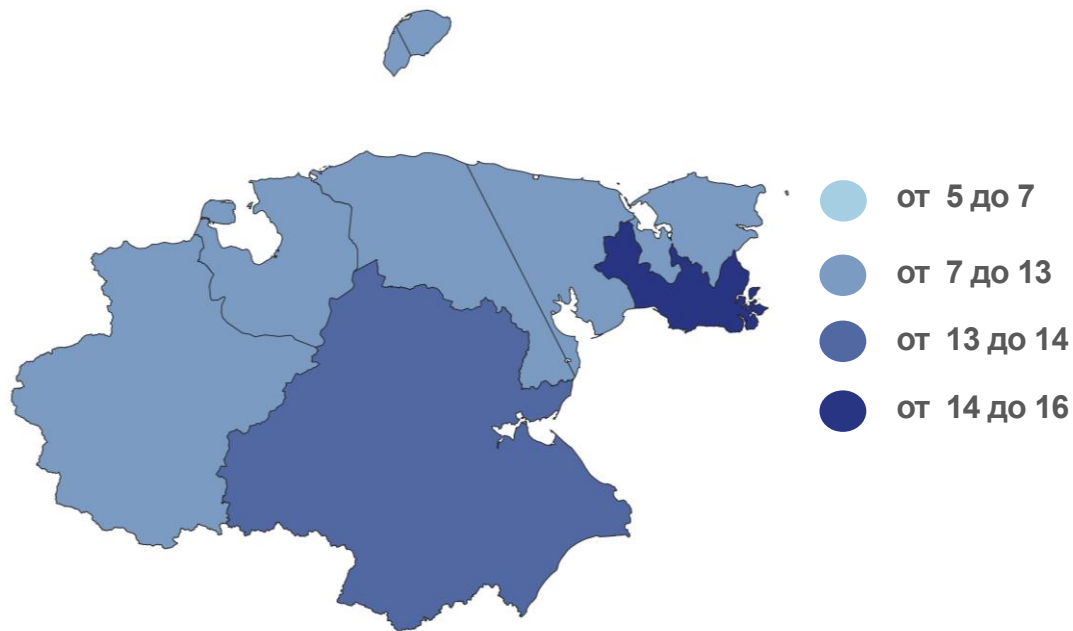 от 5 до 7
от 7 до 13
от 13 до 14
от 14 до 16